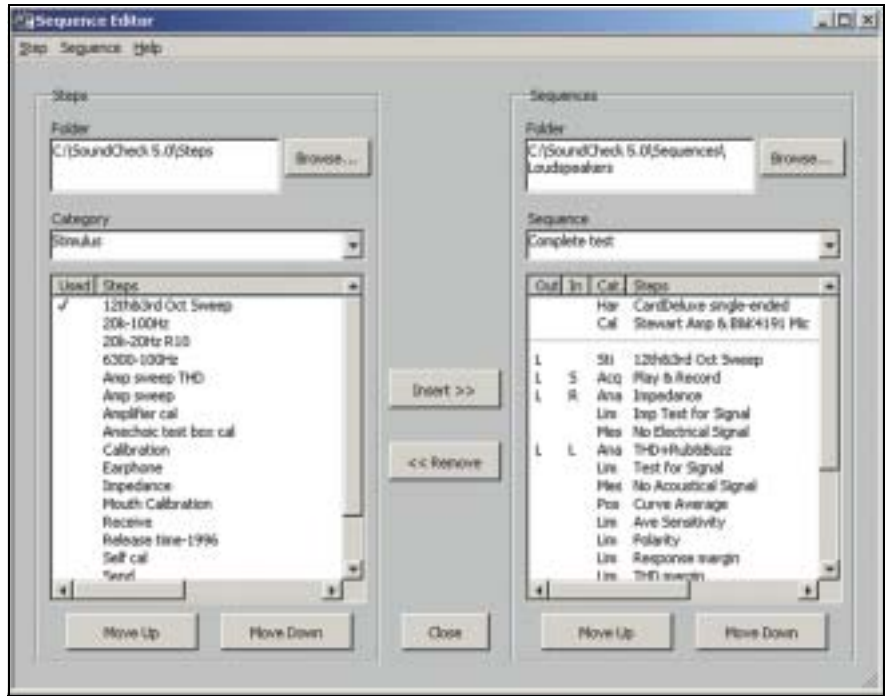 Sequence Editor
Step Sequence Help
Steps
Folder
C:\SoundCheck 5.0\Steps
Browse...
Category
Stimulus
Used Steps
✓ 12th&3rd Oct Sweep
20k-100Hz
20k-20Hz R10
6300-100Hz
Amp sweep THD
Amp sweep
Amplifier cal
Anechoic test box cal
Calibration
Earphone
Impedance
Mouth Calibration
Receive
Release time-1996
Self cal
Send
Move Up Move Down
Insert >>
<< Remove
Close
Sequences
Folder
C:\SoundCheck 5.0\Sequences\
Loudspeakers
Browse...
Sequence
Complete test
Out In Cat. Steps
Har CardDeluxe single-ended
Cal Stewart Amp & B&K4191 Mic
L Sti 12th&3rd Oct Sweep
L S Acq Play & Record
L R Ana Impedance
Lim Imp Test for Signal
Mes No Electrical Signal
L L Ana THD+Rub&Buzz
Lim Test for Signal
Mes No Acoustical Signal
Pos Curve Average
Lim Ave Sensitivity
Lim Polarity
Lim Response margin
Lim THD margin
Move Up Move Down